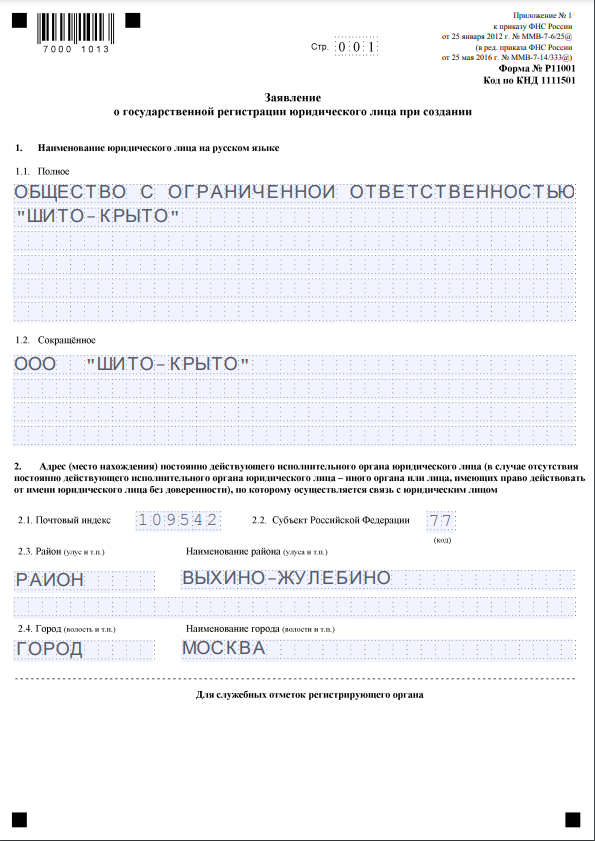 Приложение № 1
к приказу ФНС России
от 25 января 2012 г. № ММВ-7-6/25@
(в ред. приказа ФНС России
от 25 мая 2016 г. № ММВ-7-14/333@)
Форма № Р11001
Код по КНД 1111501
7000 1013
Стр. 001
Заявление
о государственной регистрации юридического лица при создании
1. Наименование юридического лица на русском языке
1.1. Полное
ОБЩЕСТВО С ОГРАНИЧЕННОЙ ОТВЕТСТВЕННОСТЬЮ
"ШИТО-КРЫТО"
1.2. Сокращённое
ООО "ШИТО-КРЫТО"
2. Адрес (место нахождения) постоянно действующего исполнительного органа юридического лица (в случае отсутствия
постоянно действующего исполнительного органа юридического лица – иного органа или лица, имеющих право действовать
от имени юридического лица без доверенности), по которому осуществляется связь с юридическим лицом
2.1. Почтовый индекс 109542 2.2. Субъект Российской Федерации 77
(код)
2.3. Район (улус и т.п.) Наименование района (улуса и т.п.)
РАЙОН ВЫХИНО-ЖУЛЕБИНО
2.4. Город (волость и т.п.) Наименование города (волости и т.п.)
ГОРОД МОСКВА
Для служебных отметок регистрирующего органа